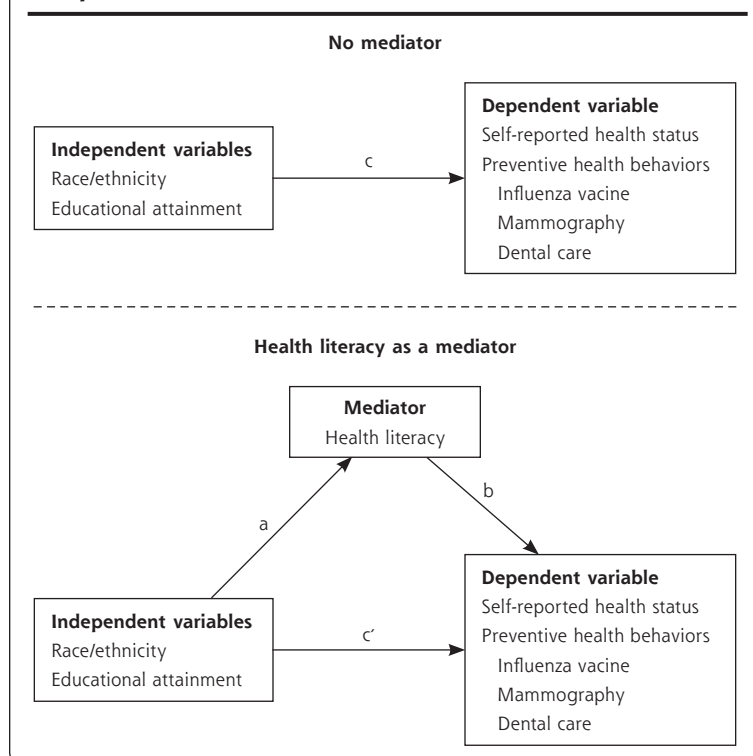 No mediator
Independent variables
Race/ethnicity
Educational attainment
c
Dependent variable
Self-reported health status
Preventive health behaviors
Influenza vacine
Mammography
Dental care
Health literacy as a mediator
Mediator
Health literacy
a
b
Independent variables
Race/ethnicity
Educational attainment
c′
Dependent variable
Self-reported health status
Preventive health behaviors
Influenza vacine
Mammography
Dental care